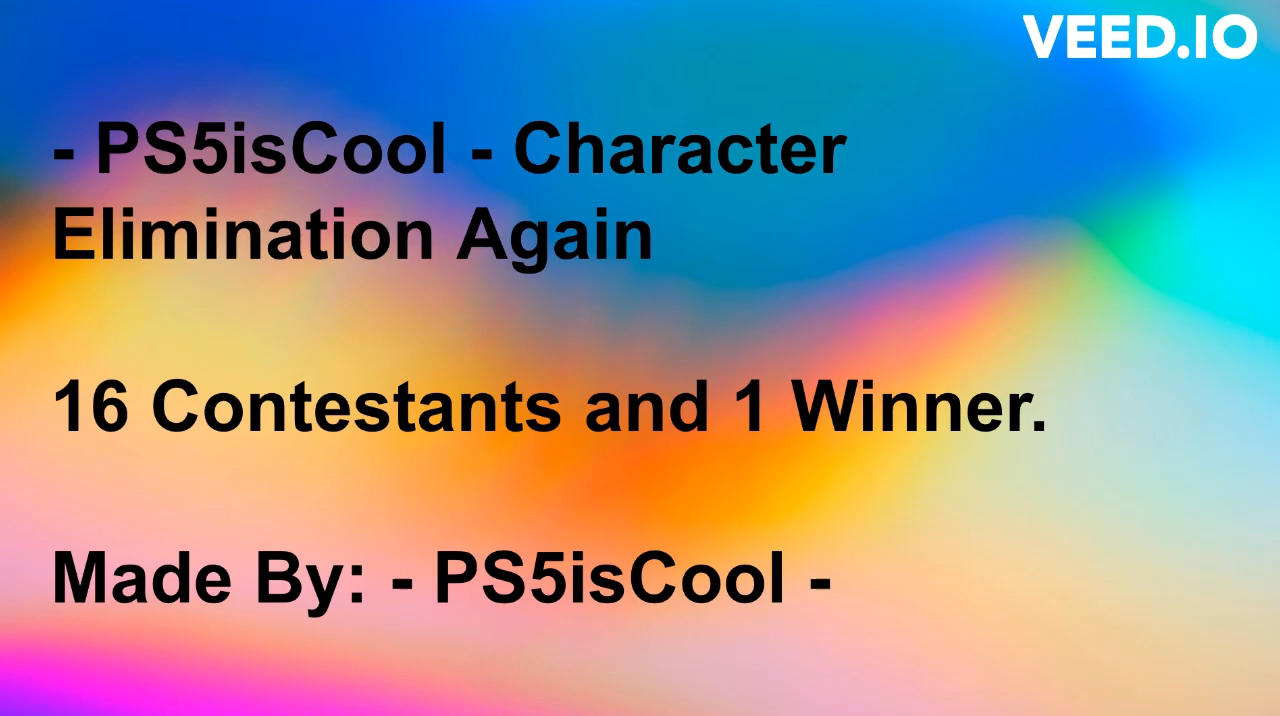 VEED.IO
- PS5isCool - Character
Elimination Again
16 Contestants and 1 Winner.
Made By: - PS5isCool -